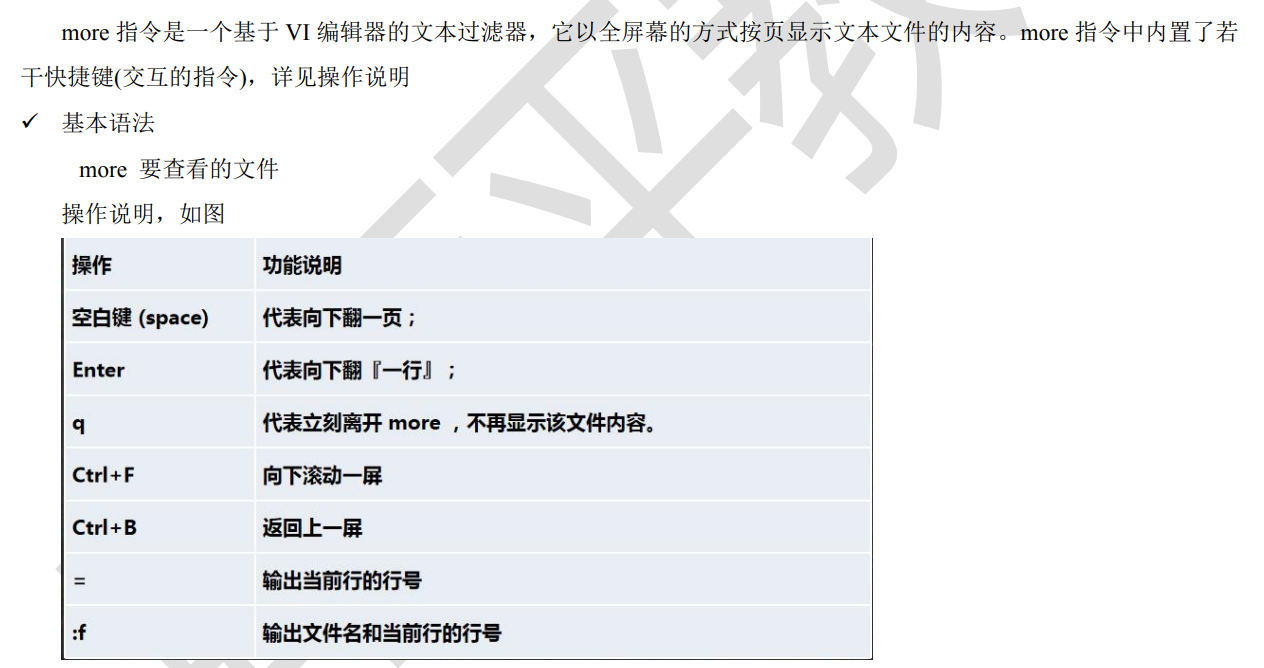 more 指令是一个基于 VI 编辑器的文本过滤器，它以全屏幕的方式按页显示文本文件的内容。more 指令中内置了若
干快捷键(交互的指令)，详见操作说明
✓ 基本语法
more 要查看的文件
操作说明，如图
操作 功能说明
空白键 (space) 代表向下翻一页；
Enter 代表向下翻『一行』；
q 代表立刻离开 more ，不再显示该文件内容。
Ctrl+F 向下滚动一屏
Ctrl+B 返回上一屏
= 输出当前行的行号
:f 输出文件名和当前行的行号